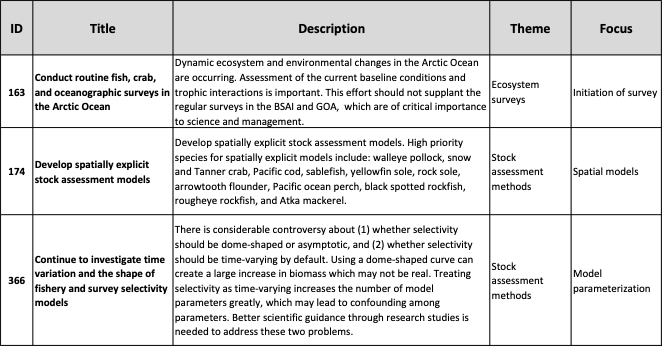 ID Title Description Theme Focus
163
Conduct routine fish, crab,
and oceanographic surveys in
the Arctic Ocean
Dynamic ecosystem and environmental changes in the Arctic Ocean
are occurring. Assessment of the current baseline conditions and
trophic interactions is important. This effort should not supplant the
regular surveys in the BSAI and GOA, which are of critical importance
to science and management.
Ecosystem
surveys
Initiation of survey
174
Develop spatially explicit
stock assessment models
Develop spatially explicit stock assessment models. High priority
species for spatially explicit models include: walleye pollock, snow
and Tanner crab, Pacific cod, sablefish, yellowfin sole, rock sole,
arrowtooth flounder, Pacific ocean perch, black spotted rockfish,
rougheye rockfish, and Atka mackerel.
Stock
assessment
methods
Spatial models
366
Continue to investigate time
variation and the shape of
fishery and survey selectivity
models
There is considerable controversy about (1) whether selectivity
should be dome-shaped or asymptotic, and (2) whether selectivity
should be time-varying by default. Using a dome-shaped curve can
create a large increase in biomass which may not be real. Treating
selectivity as time-varying increases the number of model
parameters greatly, which may lead to confounding among
parameters. Better scientific guidance through research studies is
needed to address these two problems.
Stock
assessment
methods
Model
parameterization